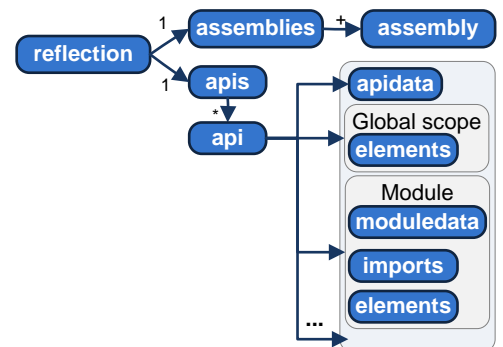 1
assemblies
+
assembly
reflection
1
apis
apidata
*
Global scope
api
elements
Module
moduledata
imports
elements
...